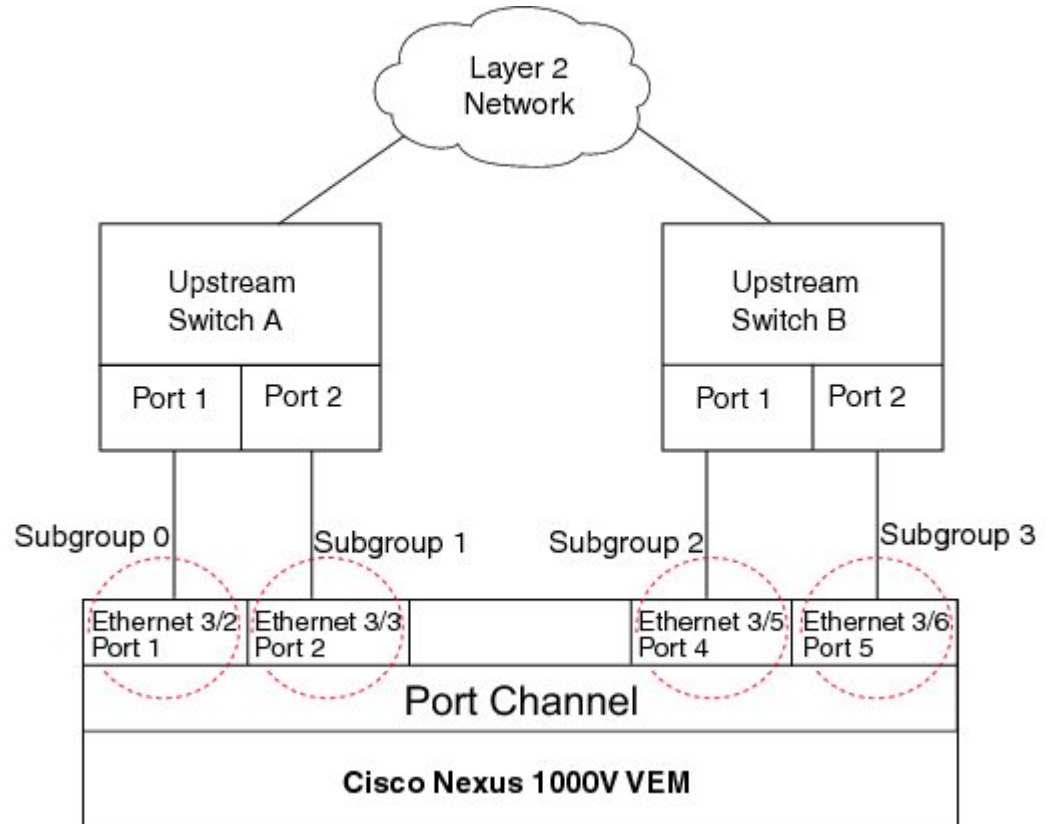 Layer 2
Network
Upstream
Switch A
Upstream
Switch B
Port 1
Port 2
Port 1
Port 2
Subgroup 0
Subgroup 1
Subgroup 2
Subgroup 3
Ethernet 3/2
Port 1
Ethernet 3/3
Port 2
Ethernet 3/5
Port 4
Ethernet 3/6
Port 5
Port Channel
Cisco Nexus 1000V VEM